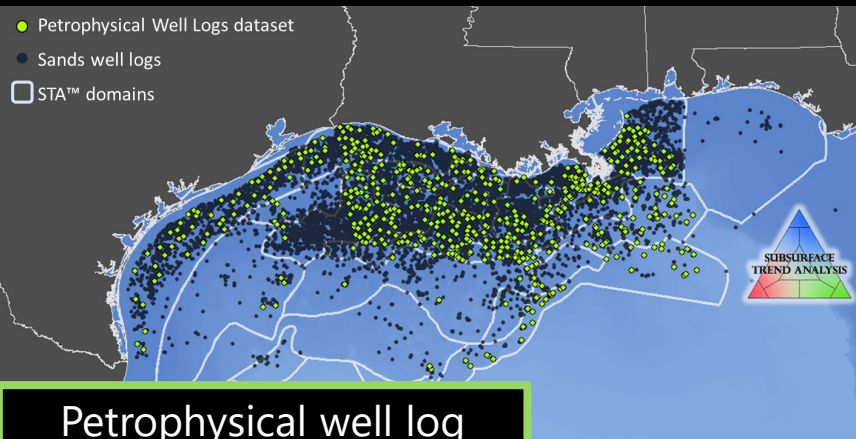 Petrophysical Well Logs dataset
Sands well logs
STA™ domains
SUBSURFACE
TREND ANALYSIS
Petrophysical well log